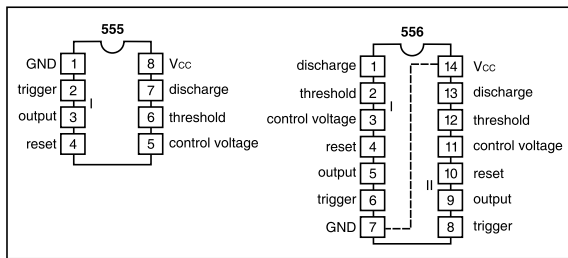 555
GND 1 8 Vcc
trigger 2 7 discharge
I
output 3 6 threshold
reset 4 5 control voltage
556
discharge 1 14 Vcc
threshold 2 13 discharge
I
control voltage 3 12 threshold
reset 4 11 control voltage
output 5 10 reset
II
trigger 6 9 output
GND 7 8 trigger